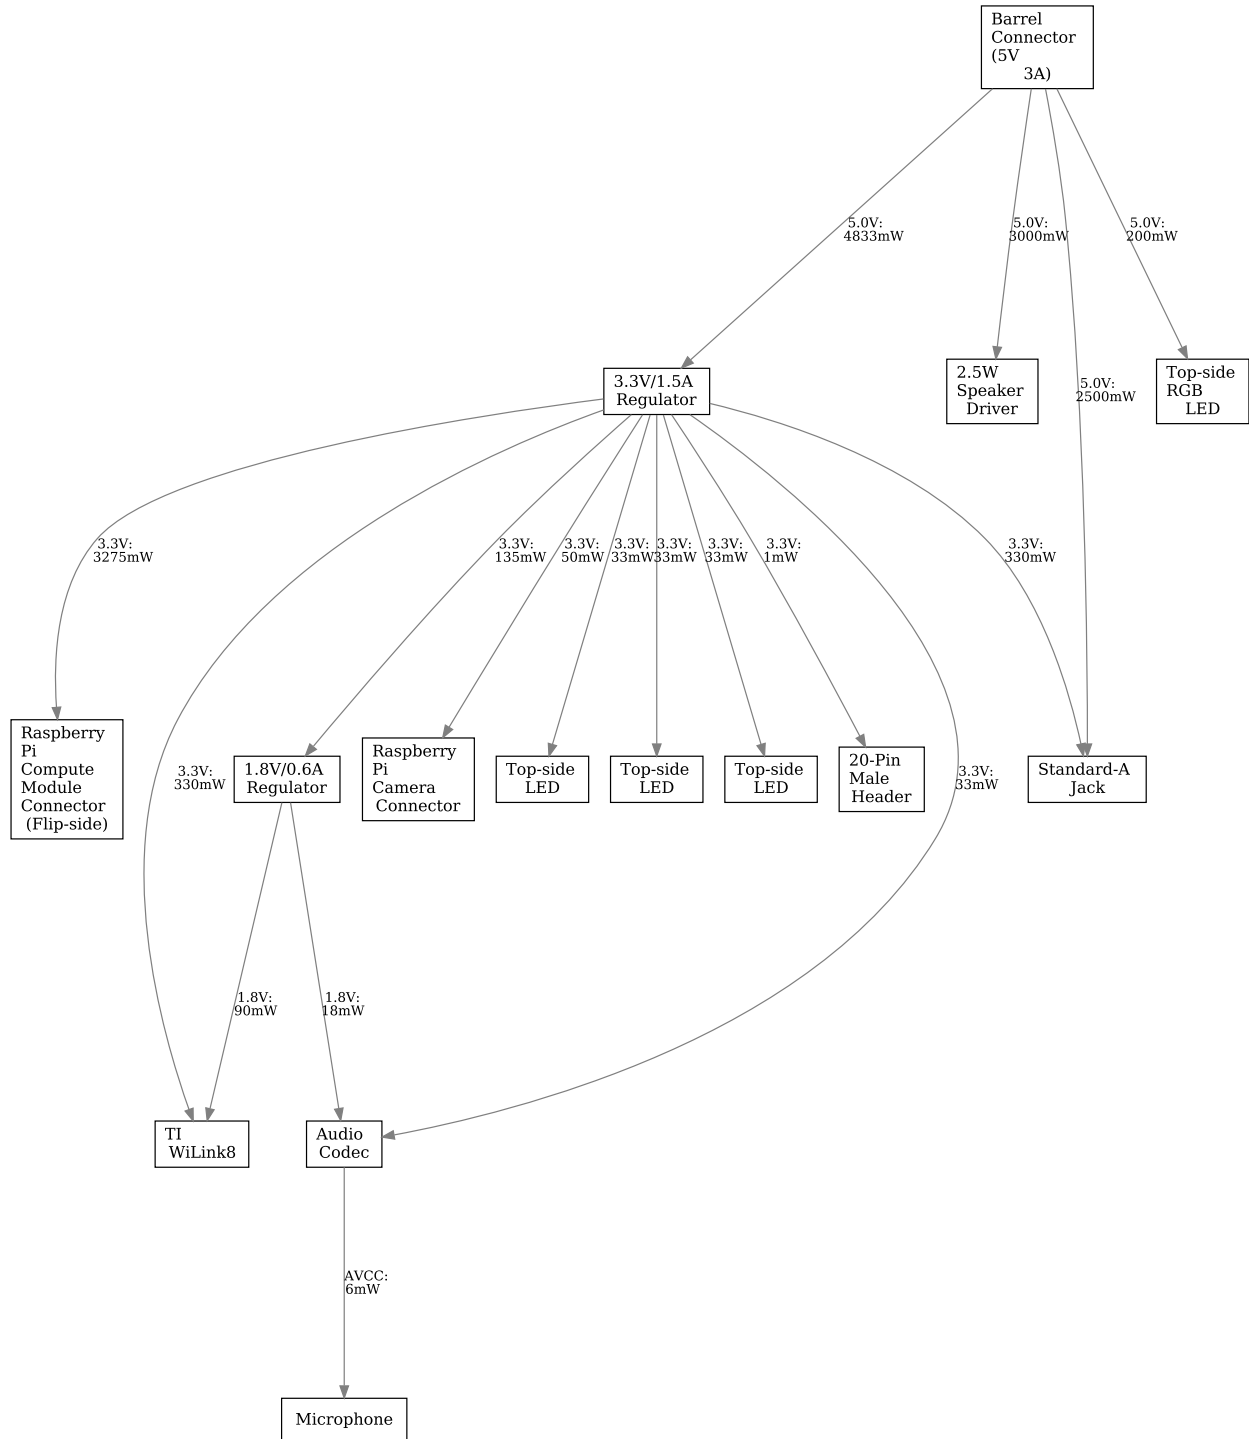 Barrel
Connector
(5V
3A)
5.0V:
4833mW
5.0V:
3000mW
5.0V:
200mW
3.3V/1.5A
Regulator
2.5W
Speaker
Driver
5.0V:
2500mW
Top-side
RGB
LED
3.3V:
3275mW
3.3V:
135mW
3.3V:
50mW
3.3V:
33mW
3.3V:
33mW
3.3V:
33mW
3.3V:
1mW
3.3V:
330mW
Raspberry
Pi
Compute
Module
Connector
(Flip-side)
3.3V:
330mW
1.8V/0.6A
Regulator
Raspberry
Pi
Camera
Connector
Top-side
LED
Top-side
LED
Top-side
LED
20-Pin
Male
Header
3.3V:
33mW
Standard-A
Jack
1.8V:
90mW
1.8V:
18mW
TI
WiLink8
Audio
Codec
AVCC:
6mW
Microphone